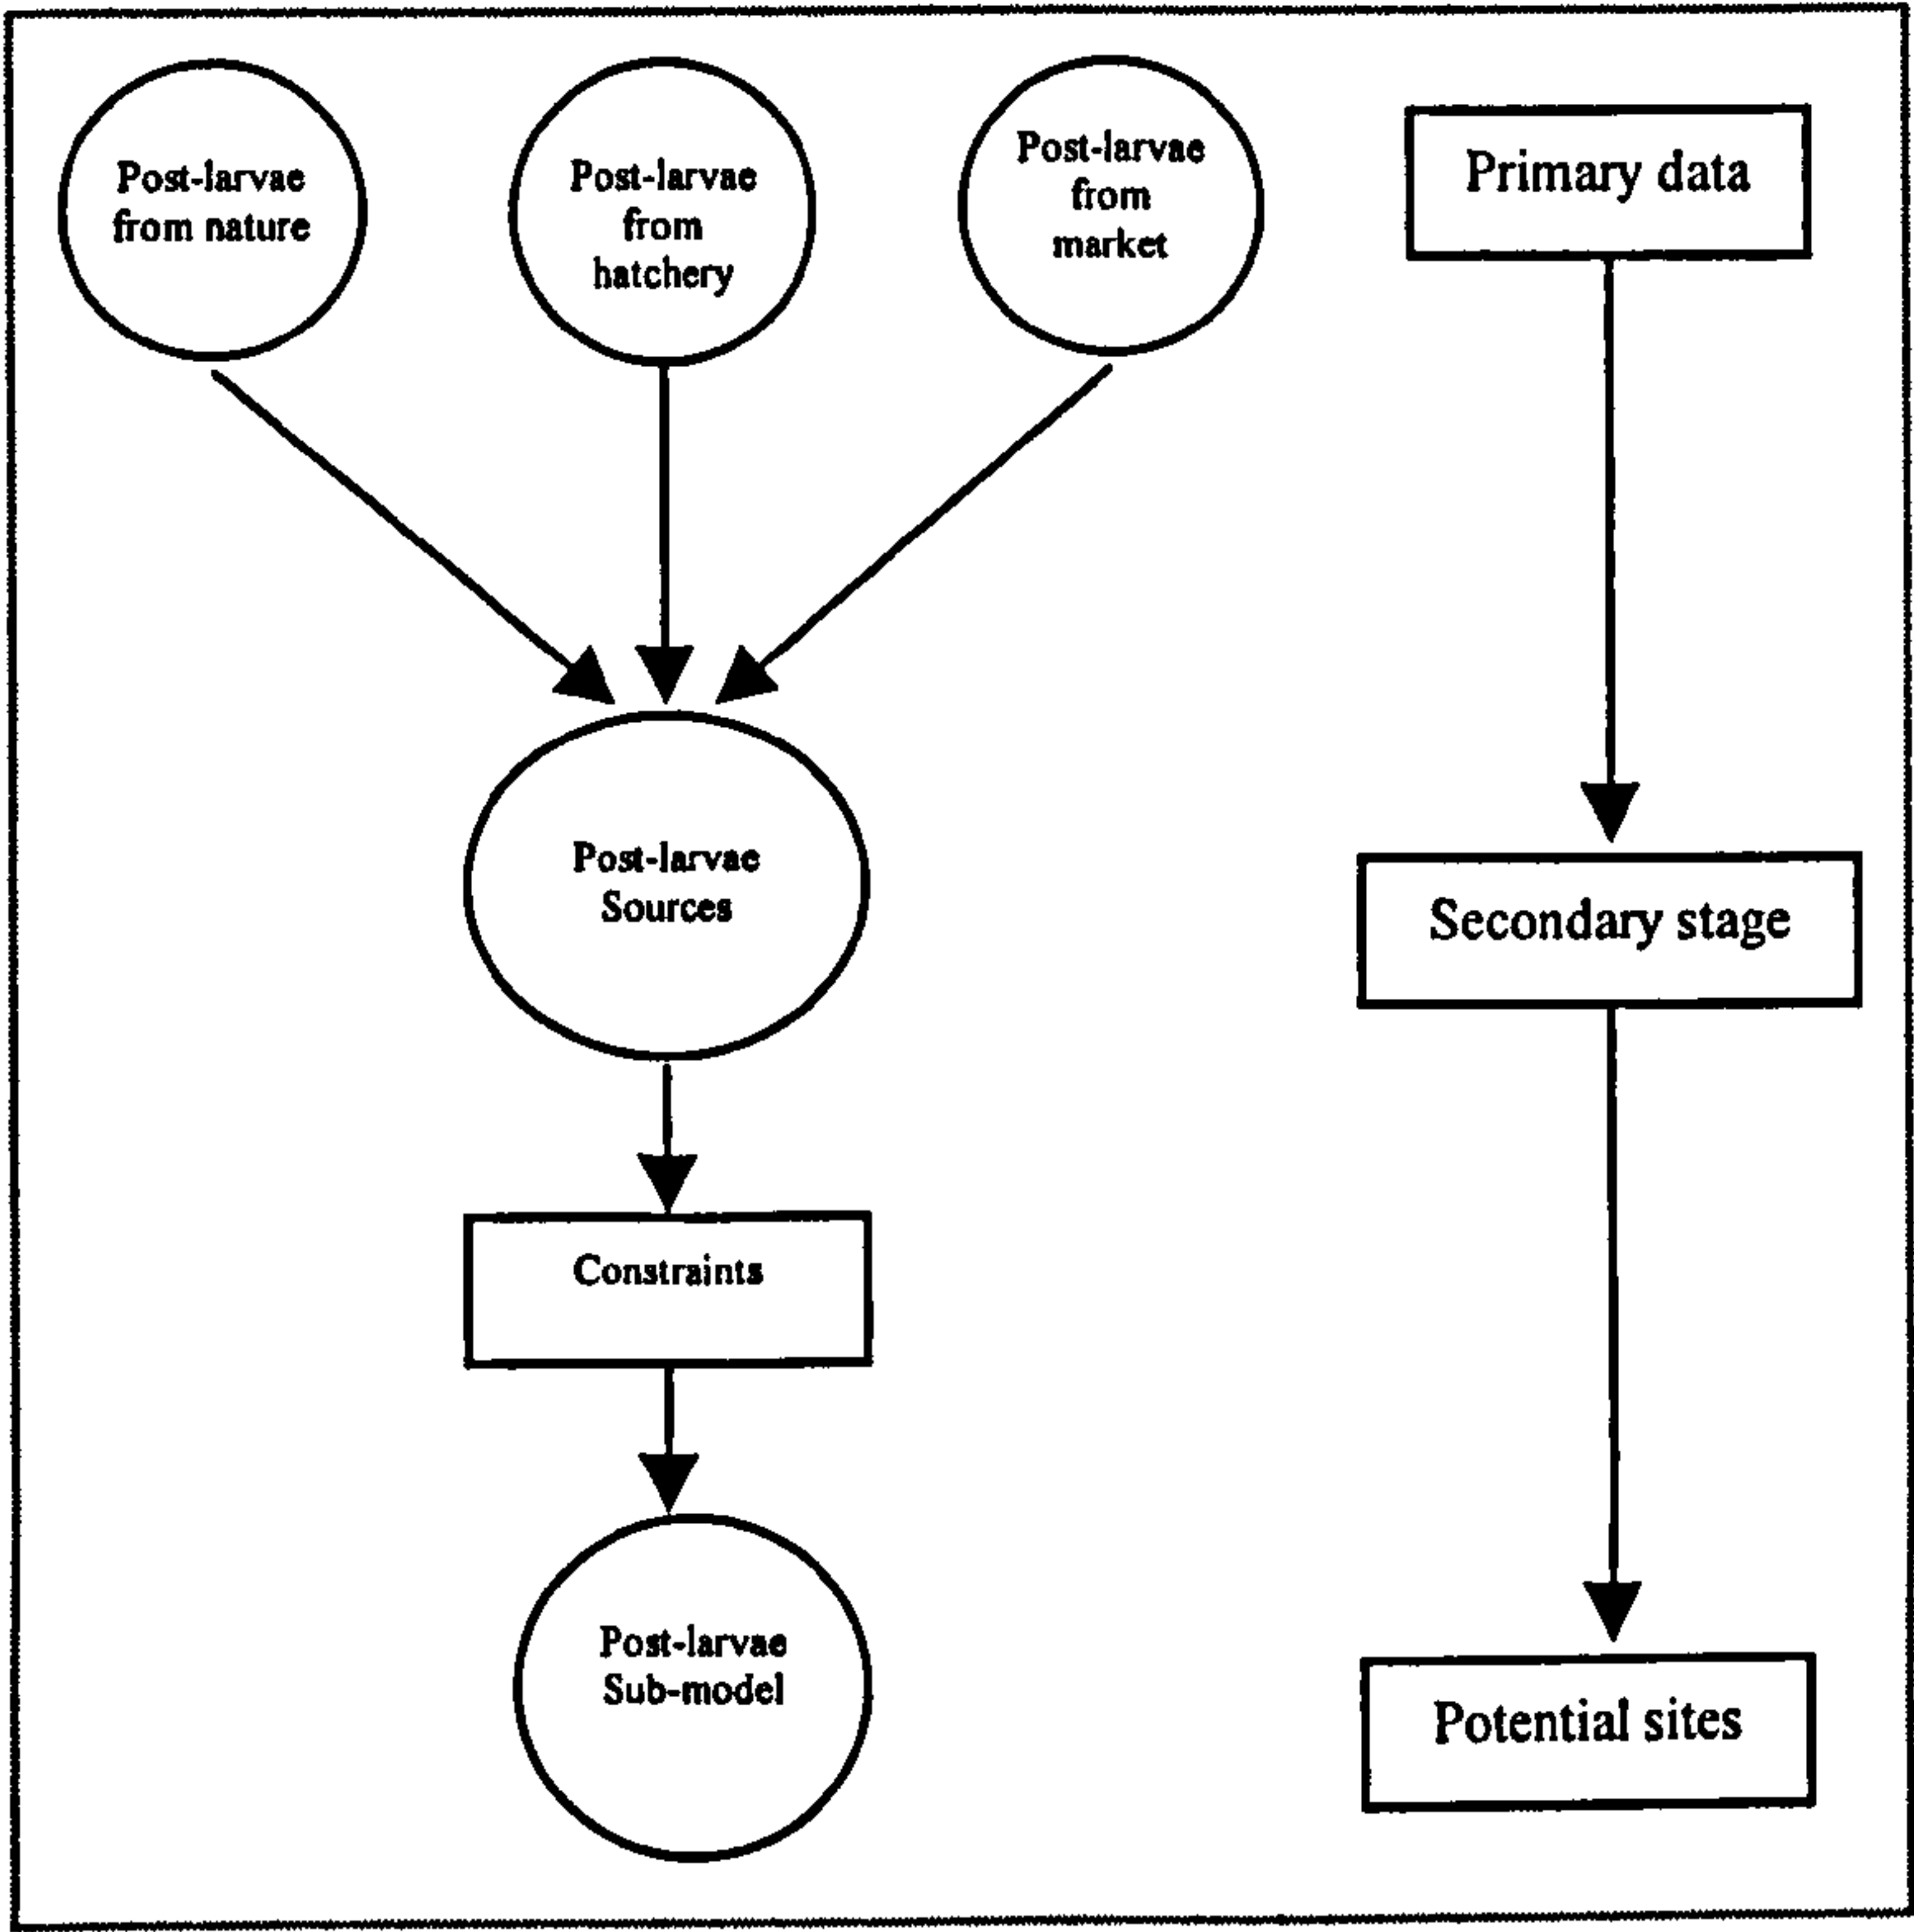 Post-larvae
from nature
Post-larvae
from
hatchery
Post-larvae
from
market
Primary data
Post-larvae
Sources
Secondary stage
Constraints
Post-larvae
Sub-model
Potential sites